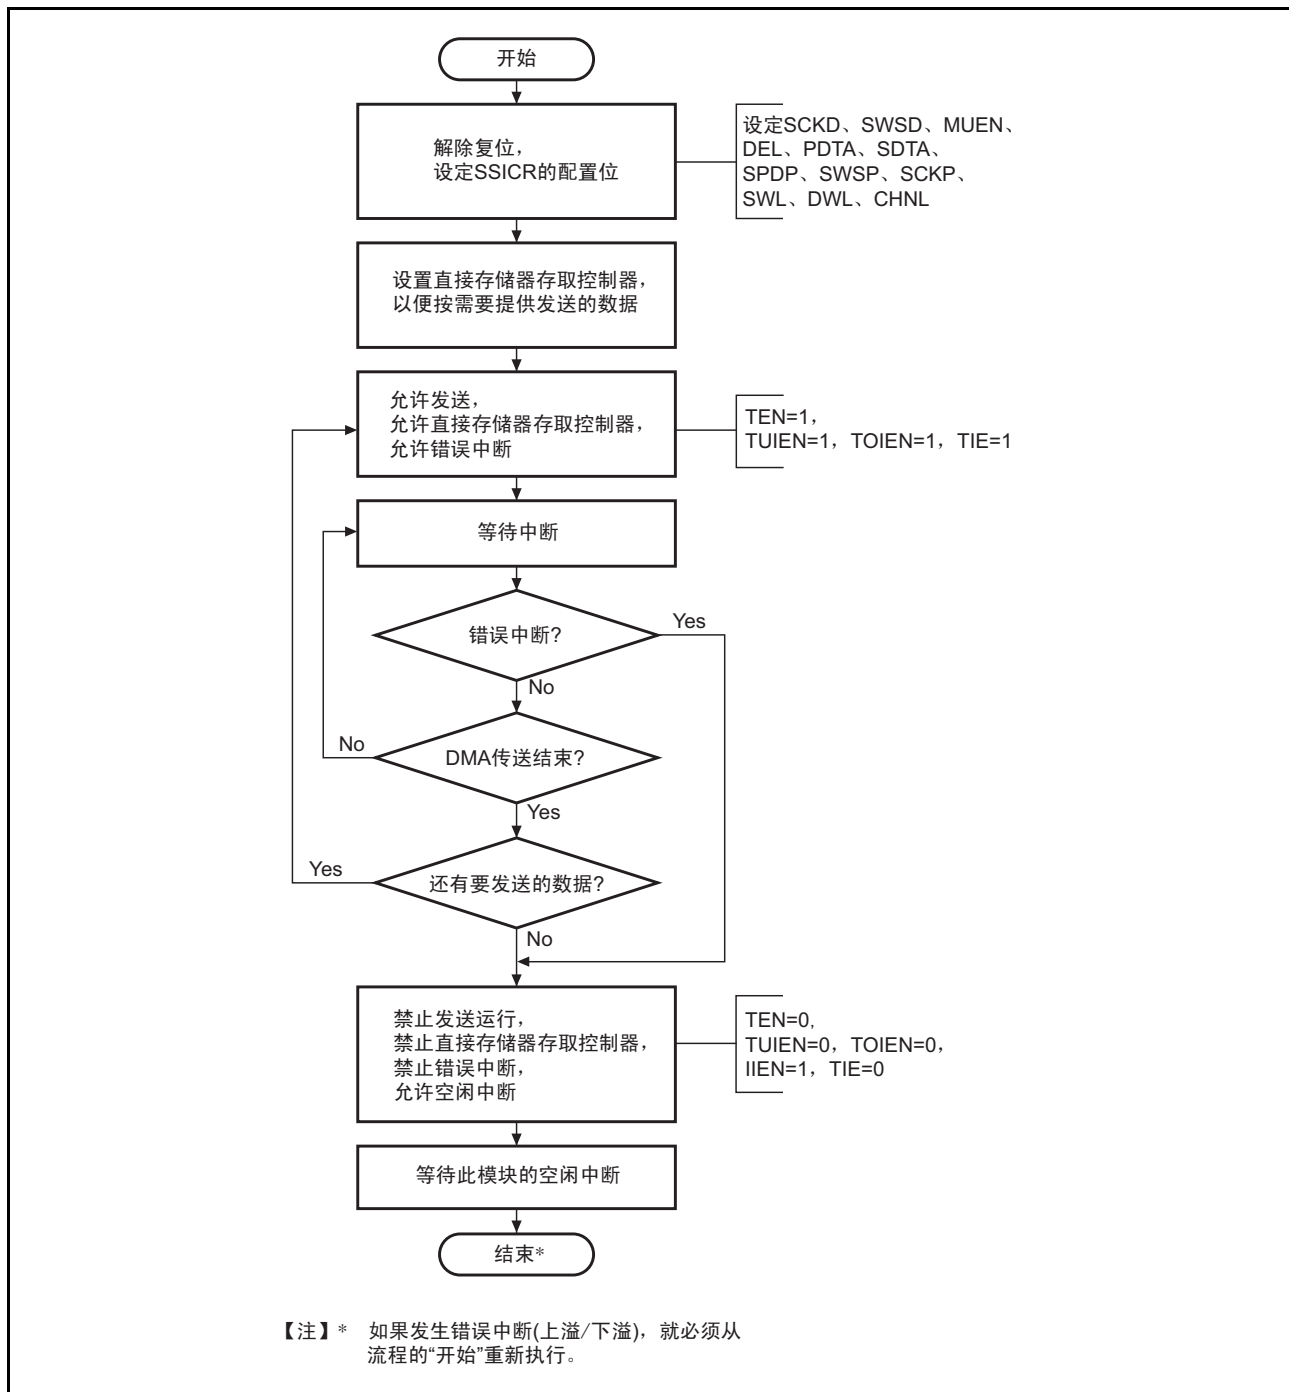 开始
解除复位，
设定SSICR的配置位
设定SCKD、SWSD、MUEN、
DEL、PDTA、SDTA、
SPDP、SWSP、SCKP、
SWL、DWL、CHNL
设置直接存储器存取控制器，
以便按需要提供发送的数据
允许发送，
允许直接存储器存取控制器，
允许错误中断
TEN=1，
TUIEN=1，TOIEN=1，TIE=1
等待中断
错误中断?
Yes
No
DMA传送结束?
No
Yes
还有要发送的数据?
Yes
No
禁止发送运行，
禁止直接存储器存取控制器，
禁止错误中断，
允许空闲中断
TEN=0，
TUIEN=0，TOIEN=0，
IIEN=1，TIE=0
等待此模块的空闲中断
结束*
【注】* 如果发生错误中断(上溢/下溢)，就必须从
流程的“开始”重新执行。